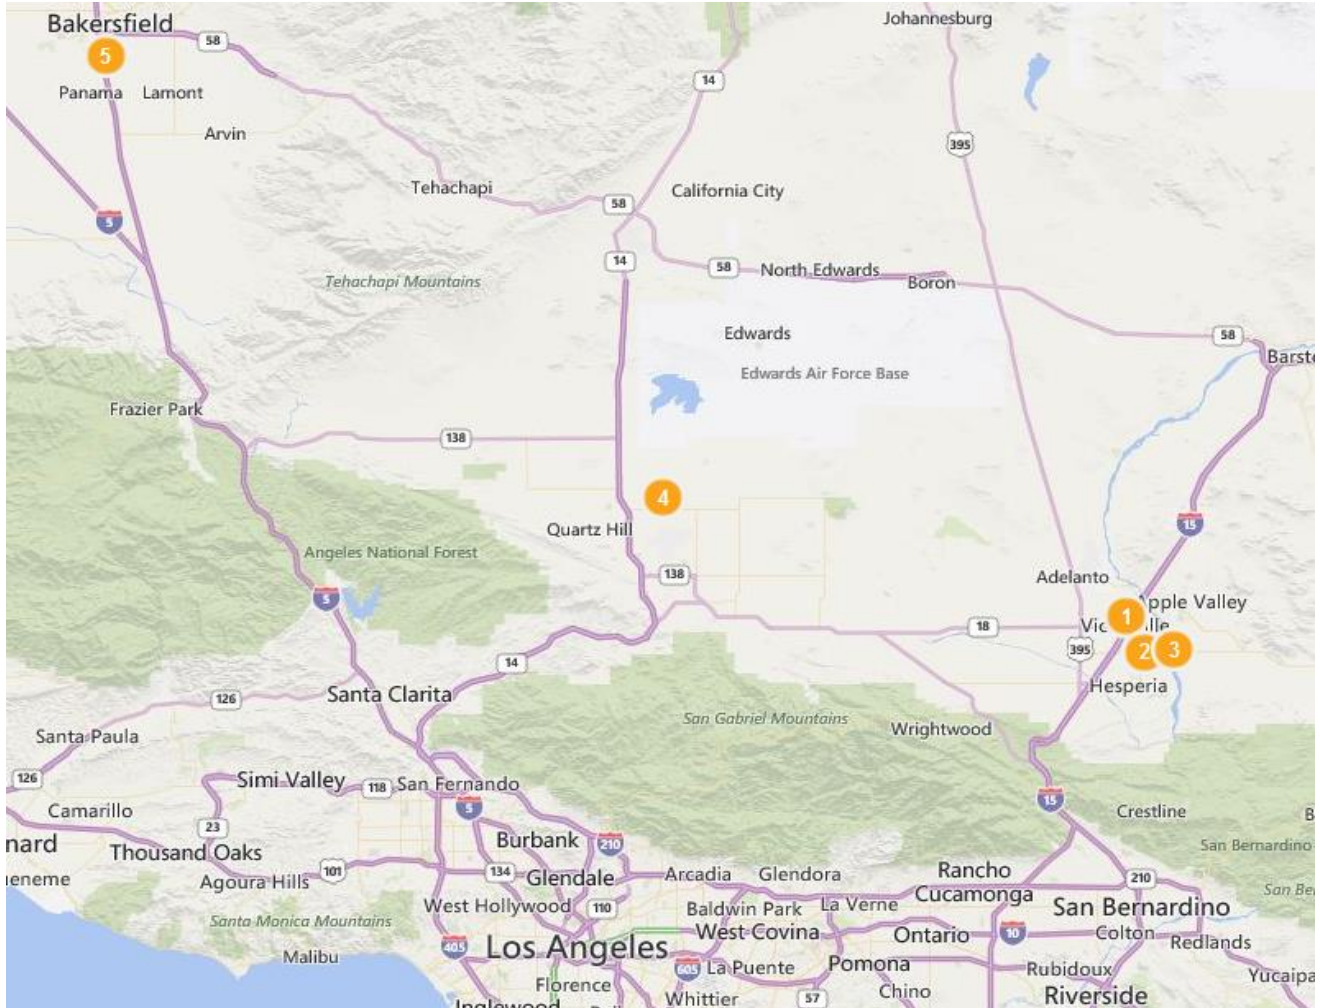 Bakersfield
Johannesburg
58
5
14
Panama
Lamont
Arvin
395
Tehachapi
California City
58
5
14
58
North Edwards
Tehachapi Mountains
Boron
Edwards
58
Barst
Edwards Air Force Base
Frazier Park
138
4
Quartz Hill
15
Angeles National Forest
138
Adelanto
5
Apple Valley
1
18
Vic lle
395
2
3
14
Santa Clarita
Hesperia
126
San Gabriel Mountains
Wrightwood
Santa Paula
126
Simi Valley
118
San Fernando
5
15
Camarillo
Crestline
B
23
Burbank
210
nard
Thousand Oaks
San Bernardino
101
134
Glendale
Arcadia
Glendora
Rancho
Cucamonga
210
eneme
Agoura Hills
San Be
West Hollywood
110
Baldwin Park
La Verne
San Bernardino
Santa Monica Mountains
West Covina
Ontario
10
Colton
Redlands
405
Los Angeles
Malibu
605
La Puente
Pomona
Rubidoux
Yucaipa
Florence
Chino
Riverside
Inglewood
Whittier
57